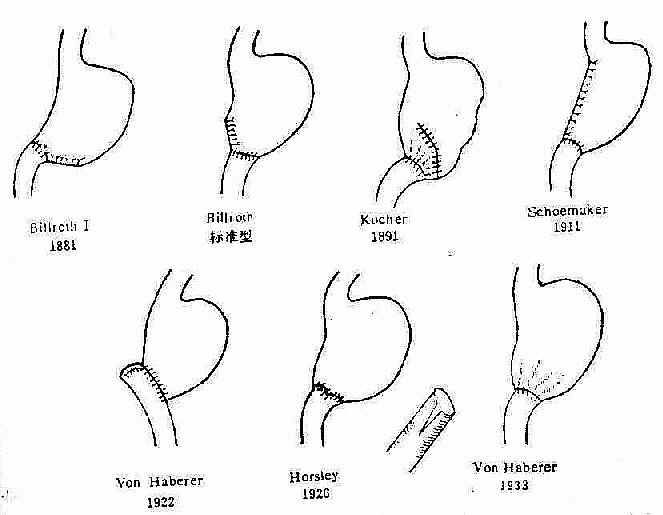 Billroth I
1881
Billroth
标准型
Kocher
1891
Schoemaker
1911
Von Haberer
1922
Horsley
1926
Von Haberer
1933